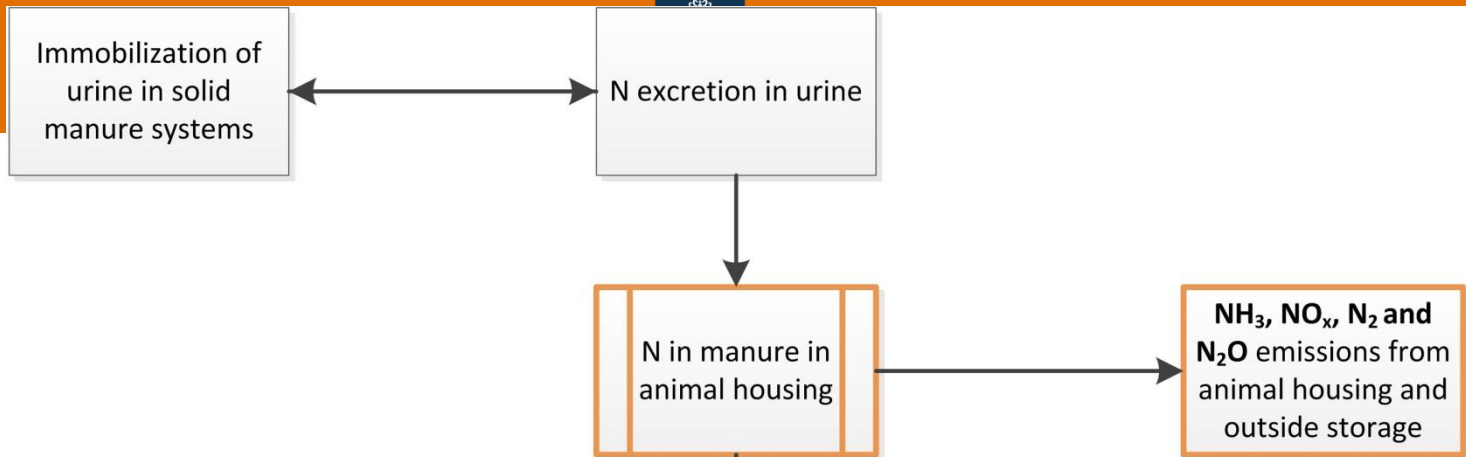 Immobilization of
urine in solid
manure systems
N excretion in urine
N in manure in
animal housing
NH₃, NOₓ, N₂ and
N₂O emissions from
animal housing and
outside storage